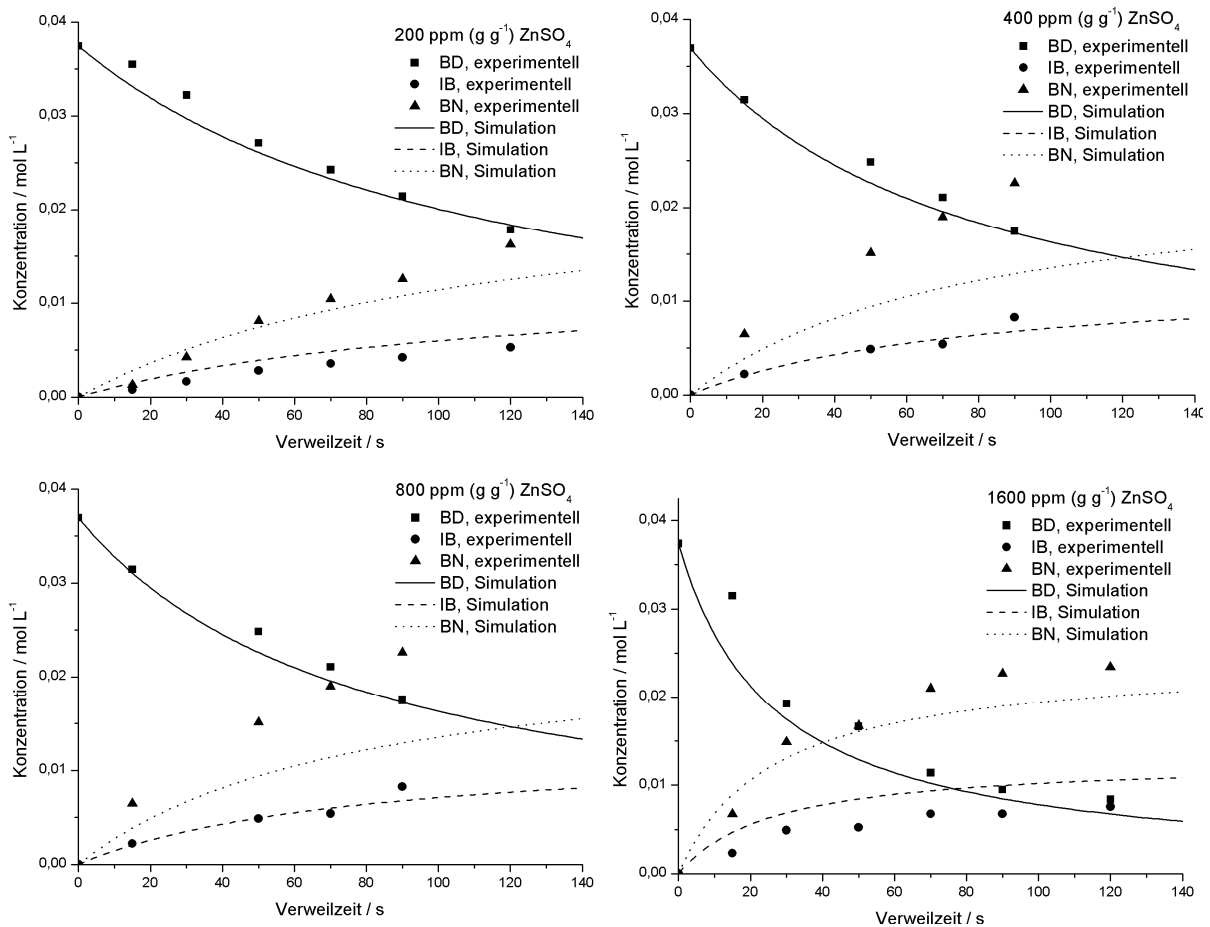 200 ppm (g g⁻¹) ZnSO₄
BD, experimentell
IB, experimentell
BN, experimentell
BD, Simulation
IB, Simulation
BN, Simulation
Konzentration / mol L⁻¹
0,04
0,03
0,02
0,01
0,00
0 20 40 60 80 100 120 140
Verweilzeit / s
400 ppm (g g⁻¹) ZnSO₄
BD, experimentell
IB, experimentell
BN, experimentell
BD, Simulation
IB, Simulation
BN, Simulation
Konzentration / mol L⁻¹
0,04
0,03
0,02
0,01
0,00
0 20 40 60 80 100 120 140
Verweilzeit / s
800 ppm (g g⁻¹) ZnSO₄
BD, experimentell
IB, experimentell
BN, experimentell
BD, Simulation
IB, Simulation
BN, Simulation
Konzentration / mol L⁻¹
0,04
0,03
0,02
0,01
0,00
0 20 40 60 80 100 120 140
Verweilzeit / s
1600 ppm (g g⁻¹) ZnSO₄
BD, experimentell
IB, experimentell
BN, experimentell
BD, Simulation
IB, Simulation
BN, Simulation
Konzentration / mol L⁻¹
0,04
0,03
0,02
0,01
0,00
0 20 40 60 80 100 120 140
Verweilzeit / s